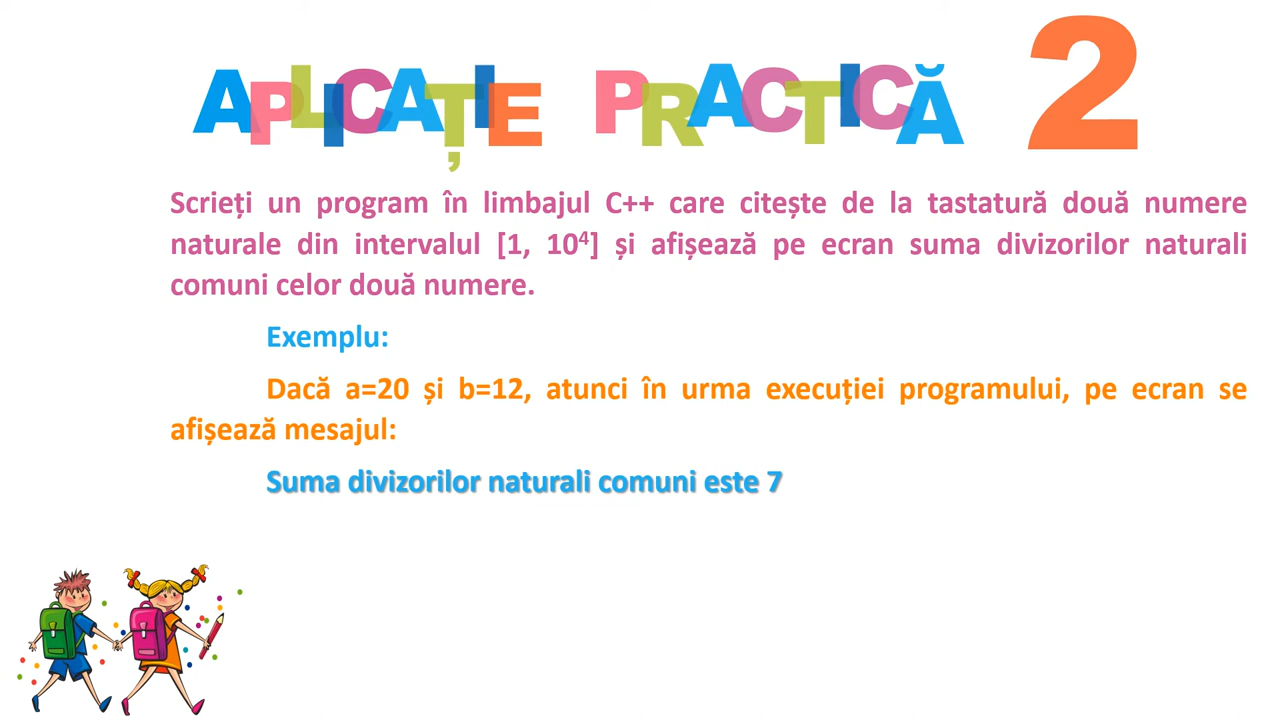 APLICAȚIE PRACTICĂ 2
Scrieți un program în limbajul C++ care citește de la tastatură două numere
naturale din intervalul [1, 10⁴] și afișează pe ecran suma divizorilor naturali
comuni celor două numere.
Exemplu:
Dacă a=20 și b=12, atunci în urma execuției programului, pe ecran se
afișează mesajul:
Suma divizorilor naturali comuni este 7